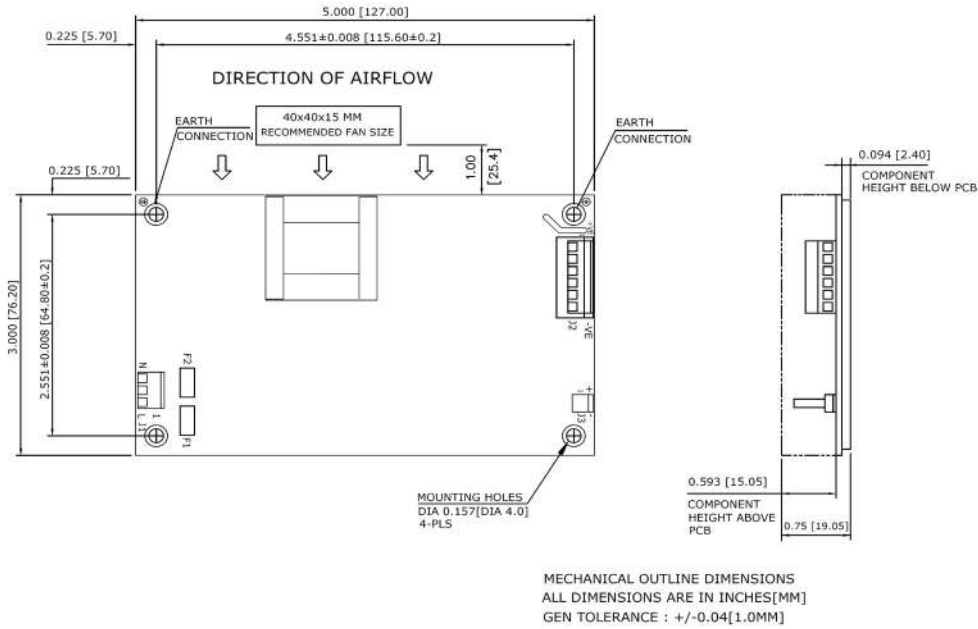 5.000 [127.00]
0.225 [5.70]
4.551±0.008 [115.60±0.2]
DIRECTION OF AIRFLOW
40x40x15 MM
RECOMMENDED FAN SIZE
EARTH
CONNECTION
EARTH
CONNECTION
1.00
[25.4]
0.225 [5.70]
0.094 [2.40]
COMPONENT
HEIGHT BELOW PCB
3.000 [76.20]
2.551±0.008 [64.80±0.2]
J2
-VE
N
F2
L
1
J1
F1
+
-
J3
MOUNTING HOLES
DIA 0.157[DIA 4.0]
4-PLS
0.593 [15.05]
COMPONENT
HEIGHT ABOVE
PCB
0.75 [19.05]
MECHANICAL OUTLINE DIMENSIONS
ALL DIMENSIONS ARE IN INCHES[MM]
GEN TOLERANCE : +/-0.04[1.0MM]